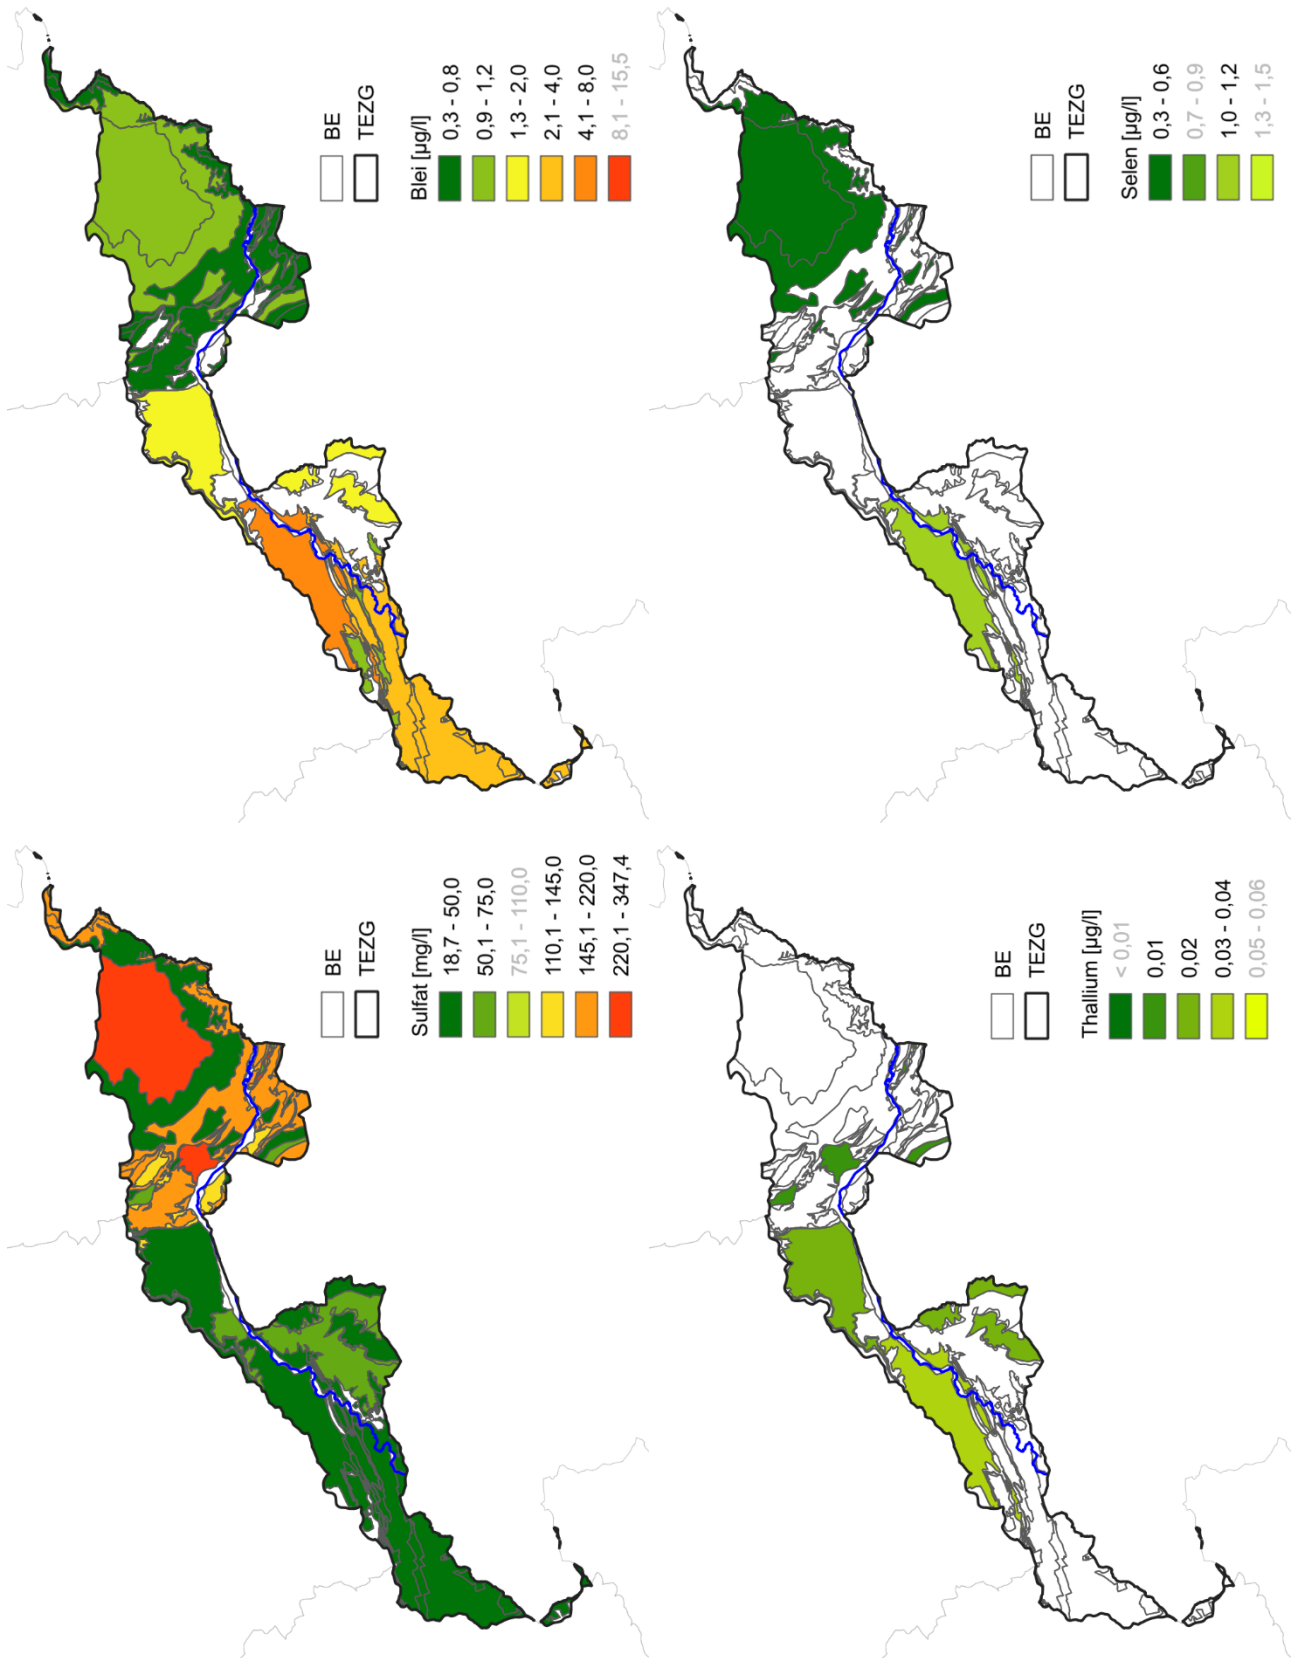 BE
TEZG
Sulfat [mg/l]
18,7 - 50,0
50,1 - 75,0
75,1 - 110,0
110,1 - 145,0
145,1 - 220,0
220,1 - 347,4
BE
TEZG
Blei [µg/l]
0,3 - 0,8
0,9 - 1,2
1,3 - 2,0
2,1 - 4,0
4,1 - 8,0
8,1 - 15,5
BE
TEZG
Thallium [µg/l]
< 0,01
0,01
0,02
0,03 - 0,04
0,05 - 0,06
BE
TEZG
Selen [µg/l]
0,3 - 0,6
0,7 - 0,9
1,0 - 1,2
1,3 - 1,5